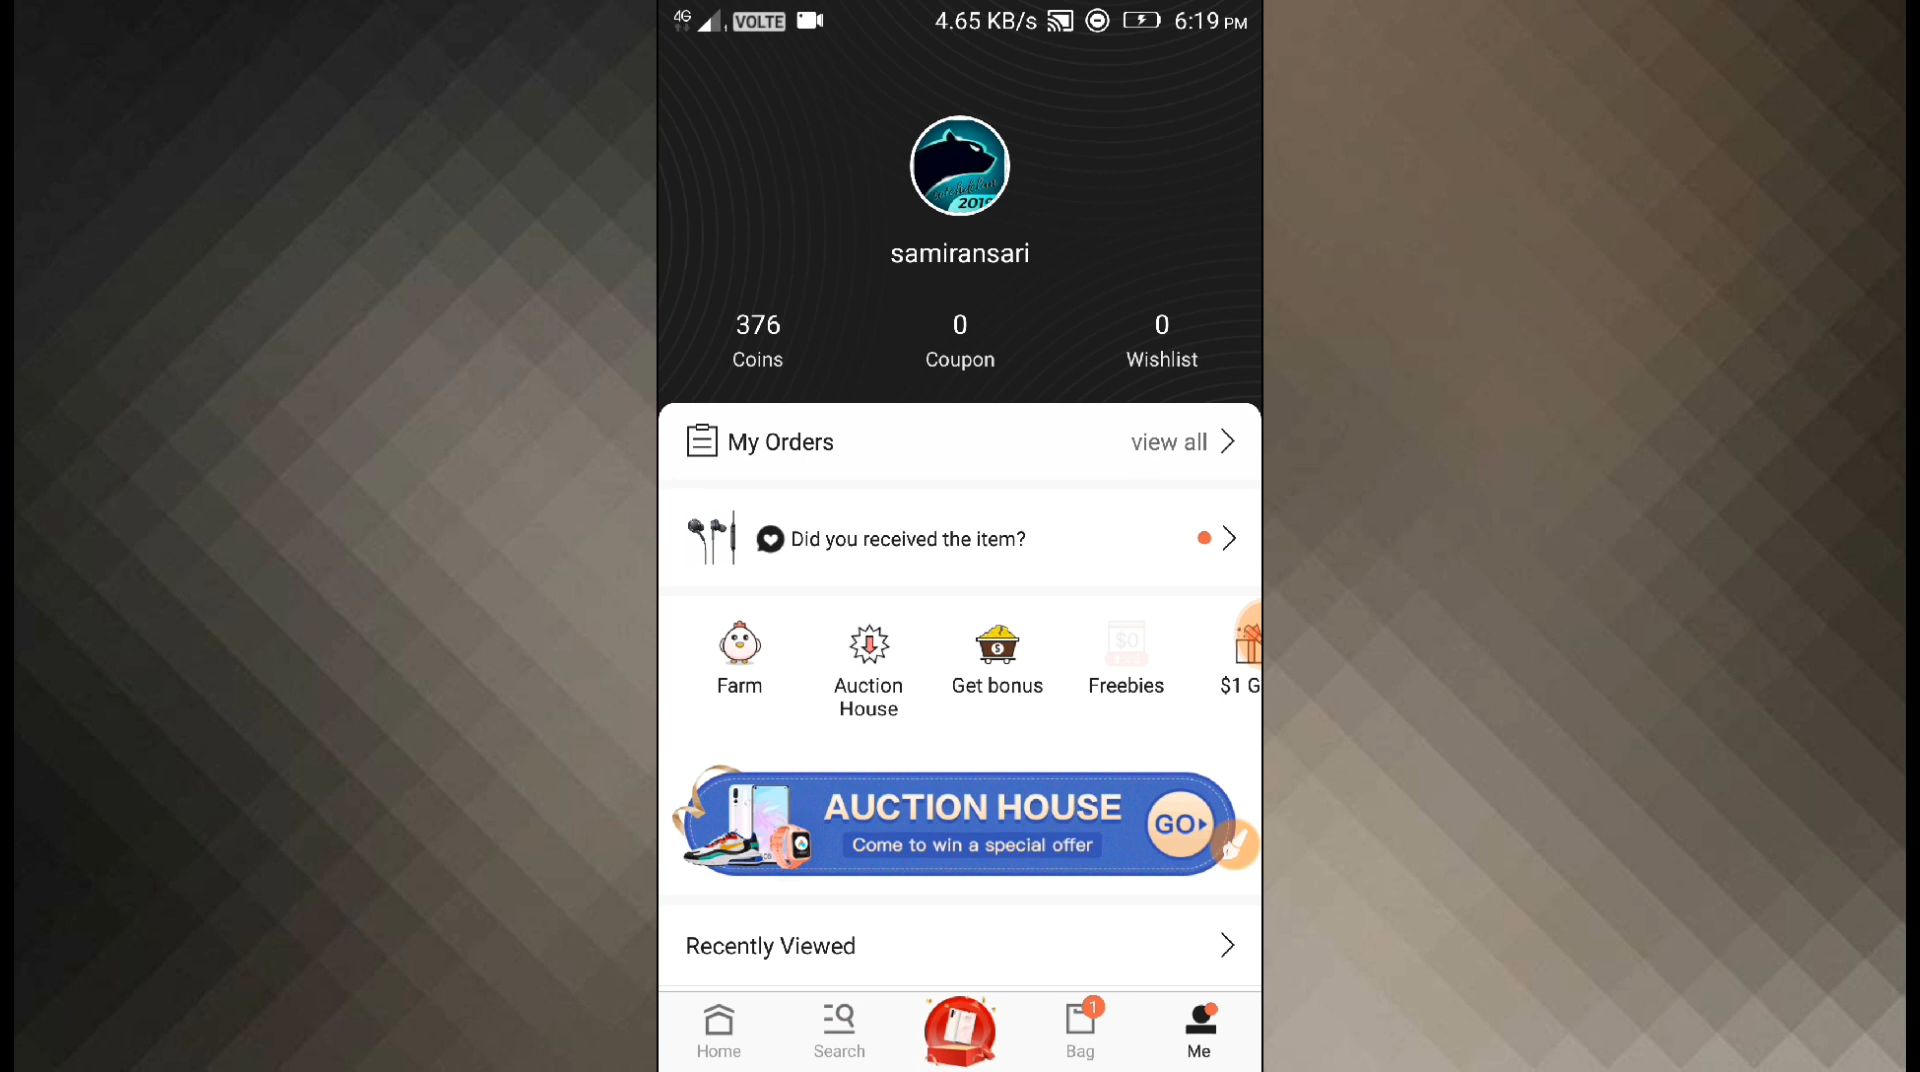 4G VOLTE 4.65 KB/s 6:19 PM
2019
samiransari
376 0 0
Coins Coupon Wishlist
My Orders view all
Did you received the item?
$0
Farm Auction House Get bonus Freebies $1 G
AUCTION HOUSE
Come to win a special offer
GO
Recently Viewed
1
Home Search Bag Me